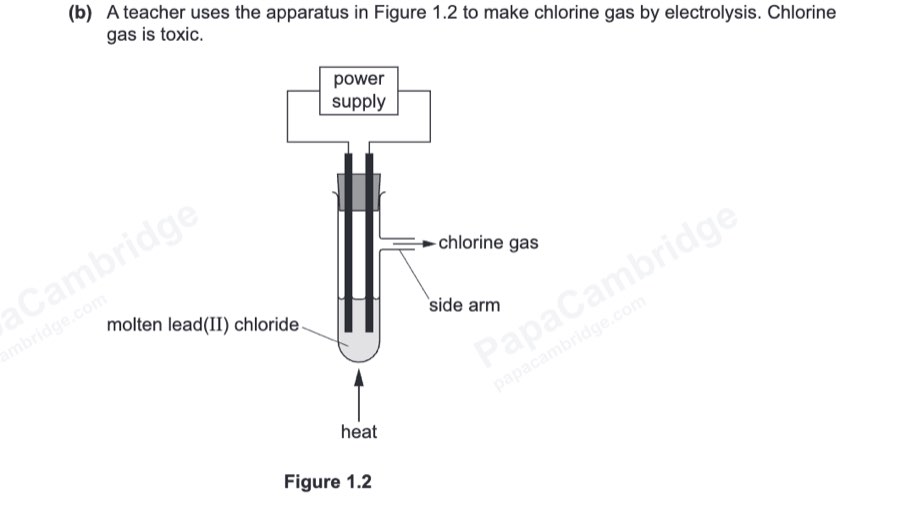 (b) A teacher uses the apparatus in Figure 1.2 to make chlorine gas by electrolysis. Chlorine
gas is toxic.
power
supply
chlorine gas
side arm
molten lead(II) chloride
heat
Figure 1.2
aCambridge
ambridge.com
PapaCambridge
papacambridge.com